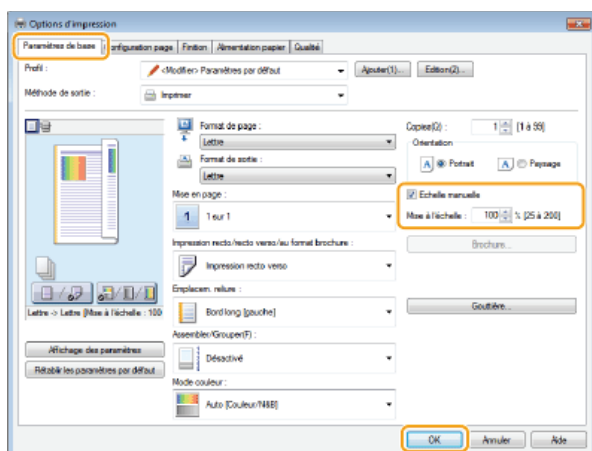 Options d'impression
Paramètres de base
Configuration page
Finition
Alimentation papier
Qualité
Profil :
<Modifié> Paramètres par défaut
Ajouter(1)...
Edition(2)...
Méthode de sortie :
Imprimer
Format de page :
Lettre
Format de sortie :
Lettre
Mise en page :
1
1 sur 1
Impression recto/recto verso/au format brochure :
Impression recto verso
Emplacem. reliure :
Bord long [gauche]
Assembler/Grouper(F) :
Désactivé
Mode couleur :
Auto [Couleur/N&B]
Copies(Q) :
1
[1 à 99]
Orientation
A
Portrait
A
Paysage
Echelle manuelle
Mise à l'échelle :
100
% [25 à 200]
Brochure...
Gouttière...
Lettre -> Lettre [Mise à l'échelle : 100
Affichage des paramètres
Rétablir les paramètres par défaut
OK
Annuler
Aide